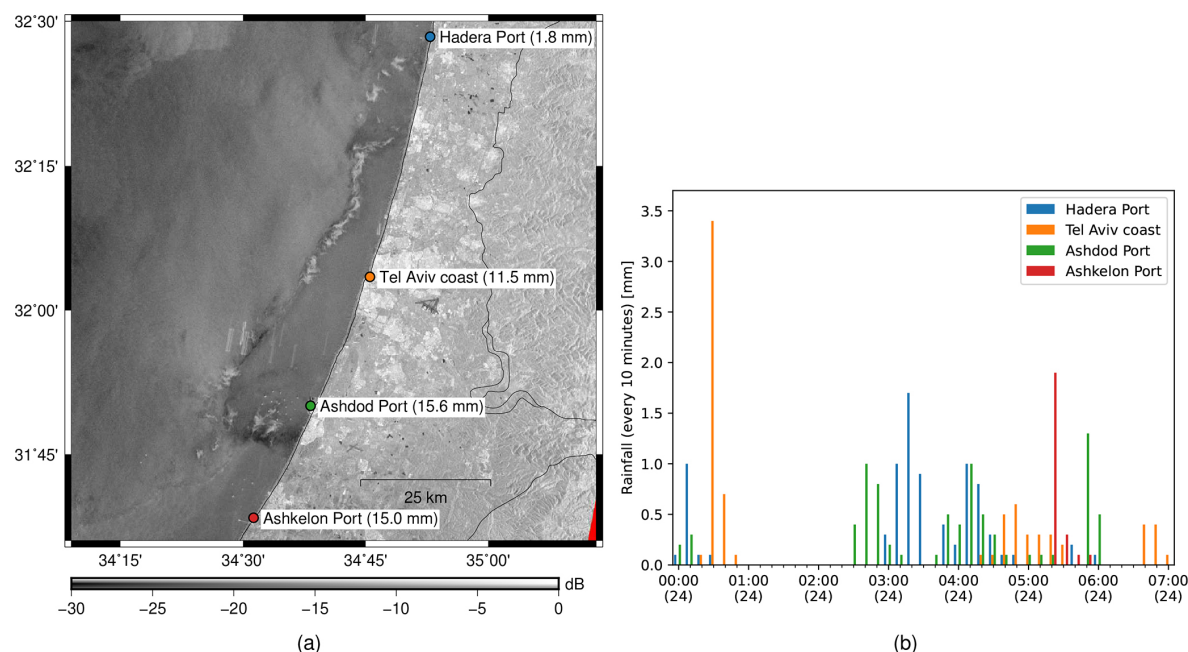 32°30'
32°15'
32°00'
31°45'
Hadera Port (1.8 mm)
Tel Aviv coast (11.5 mm)
Ashdod Port (15.6 mm)
25 km
Ashkelon Port (15.0 mm)
34°15' 34°30' 34°45' 35°00'
dB
−30 −25 −20 −15 −10 −5 0
(a)
Rainfall (every 10 minutes) [mm]
3.5
3.0
2.5
2.0
1.5
1.0
0.5
0.0
Hadera Port
Tel Aviv coast
Ashdod Port
Ashkelon Port
00:00 01:00 02:00 03:00 04:00 05:00 06:00 07:00
(24) (24) (24) (24) (24) (24) (24) (24)
(b)